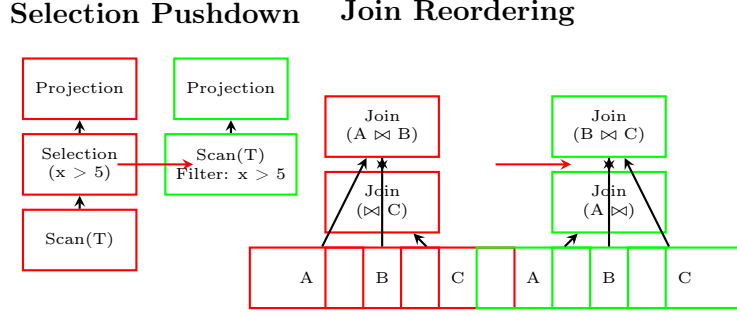 Selection Pushdown
Join Reordering
Projection
Selection
(x > 5)
Scan(T)
Projection
Scan(T)
Filter: x > 5
Join
(A ⋈ B)
Join
(⋈ C)
A
B
C
Join
(B ⋈ C)
Join
(A ⋈)
A
B
C